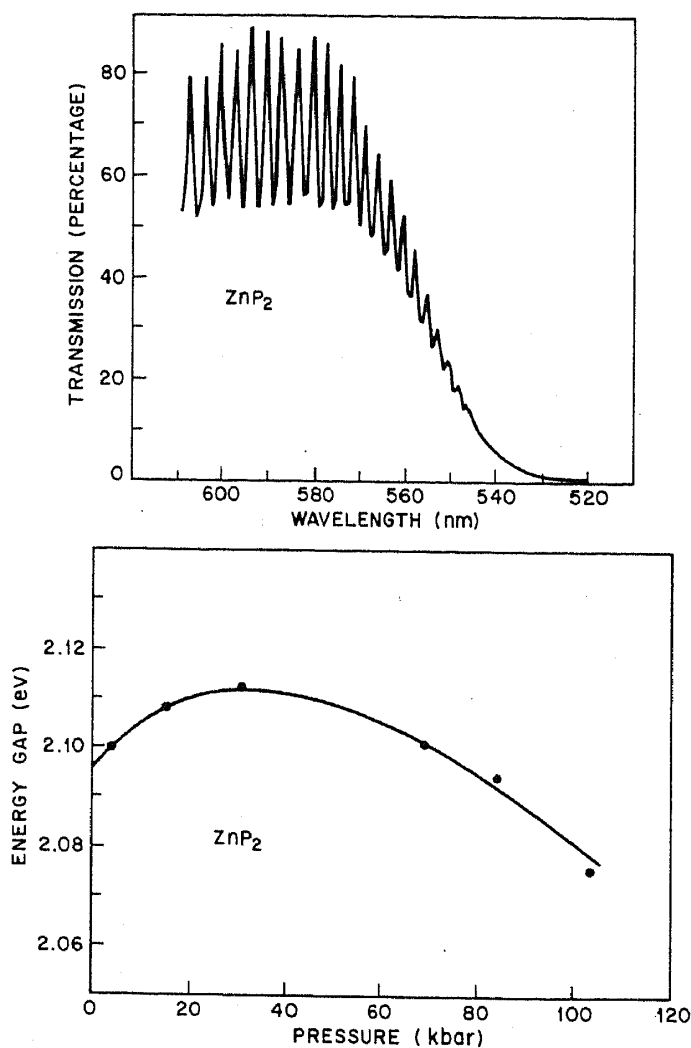 80
60
40
20
0
TRANSMISSION (PERCENTAGE)
ZnP2
600 580 560 540 520
WAVELENGTH (nm)
2.12
2.10
2.08
2.06
ENERGY GAP (eV)
ZnP2
0 20 40 60 80 100 120
PRESSURE (kbar)